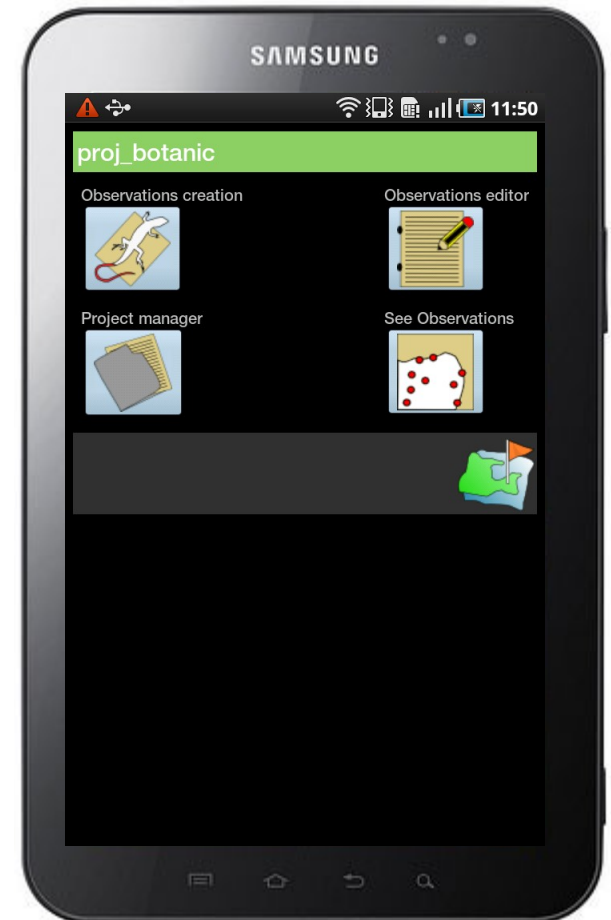 SAMSUNG
11:50
proj_botanic
Observations creation
Observations editor
Project manager
See Observations